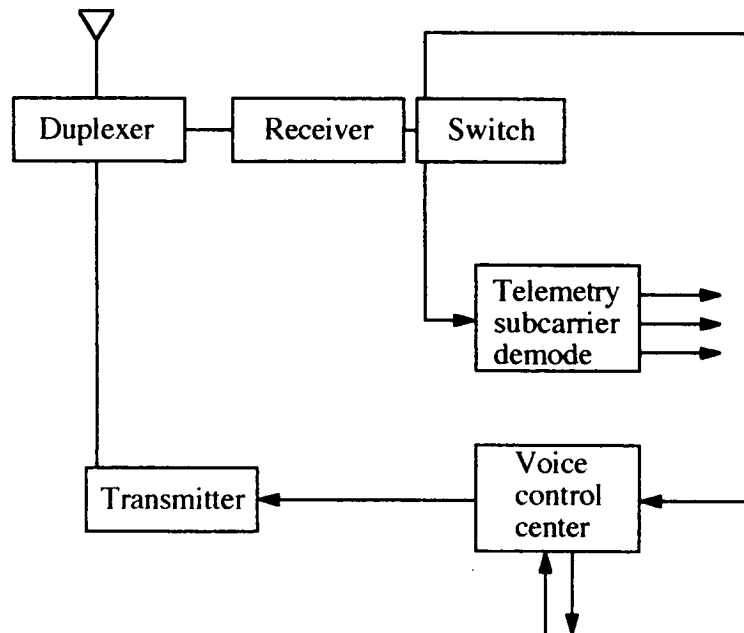 Duplexer
Receiver
Switch
Telemetry
subcarrier
demode
Voice
control
center
Transmitter